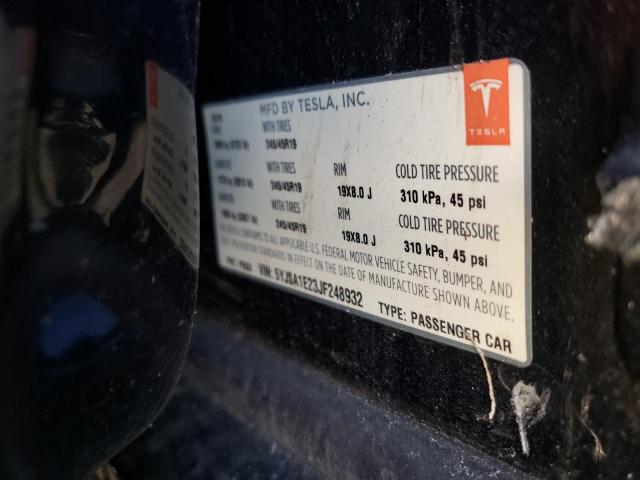 MFD BY TESLA, INC.
TESLA
WITH TIRES
245/45R19
WITH TIRES RIM COLD TIRE PRESSURE
245/45R19 19X8.0 J 310 kPa, 45 psi
WITH TIRES RIM COLD TIRE PRESSURE
245/45R19 19X8.0 J 310 kPa, 45 psi
CONFORMS TO ALL APPLICABLE U.S. FEDERAL MOTOR VEHICLE SAFETY, BUMPER, AND
THEFT PREVENTION STANDARDS IN EFFECT ON THE DATE OF MANUFACTURE SHOWN ABOVE.
VIN: 5YJSA1E23JF248932 TYPE: PASSENGER CAR